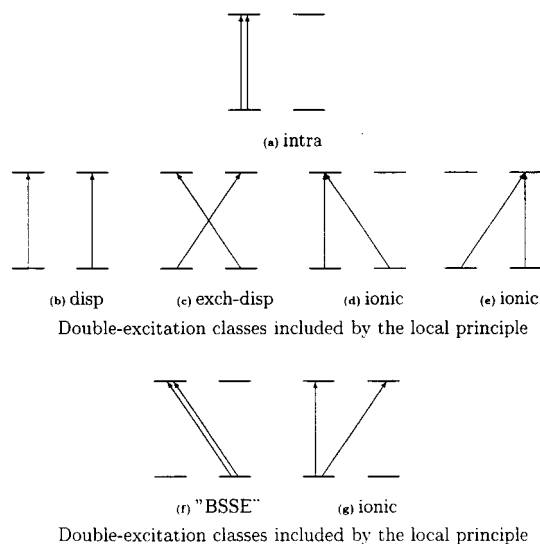 (a) intra
(b) disp (c) exch-disp (d) ionic (e) ionic
Double-excitation classes included by the local principle
(f) "BSSE" (g) ionic
Double-excitation classes included by the local principle